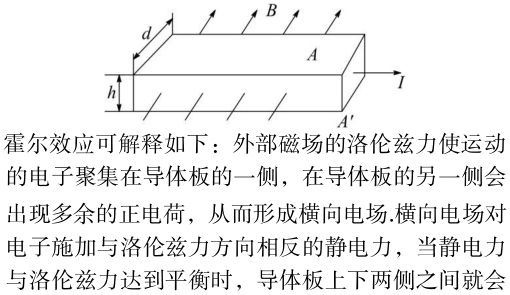 B
d
A
h
I
A′
霍尔效应可解释如下：外部磁场的洛伦兹力使运动
的电子聚集在导体板的一侧，在导体板的另一侧会
出现多余的正电荷，从而形成横向电场.横向电场对
电子施加与洛伦兹力方向相反的静电力，当静电力
与洛伦兹力达到平衡时，导体板上下两侧之间就会